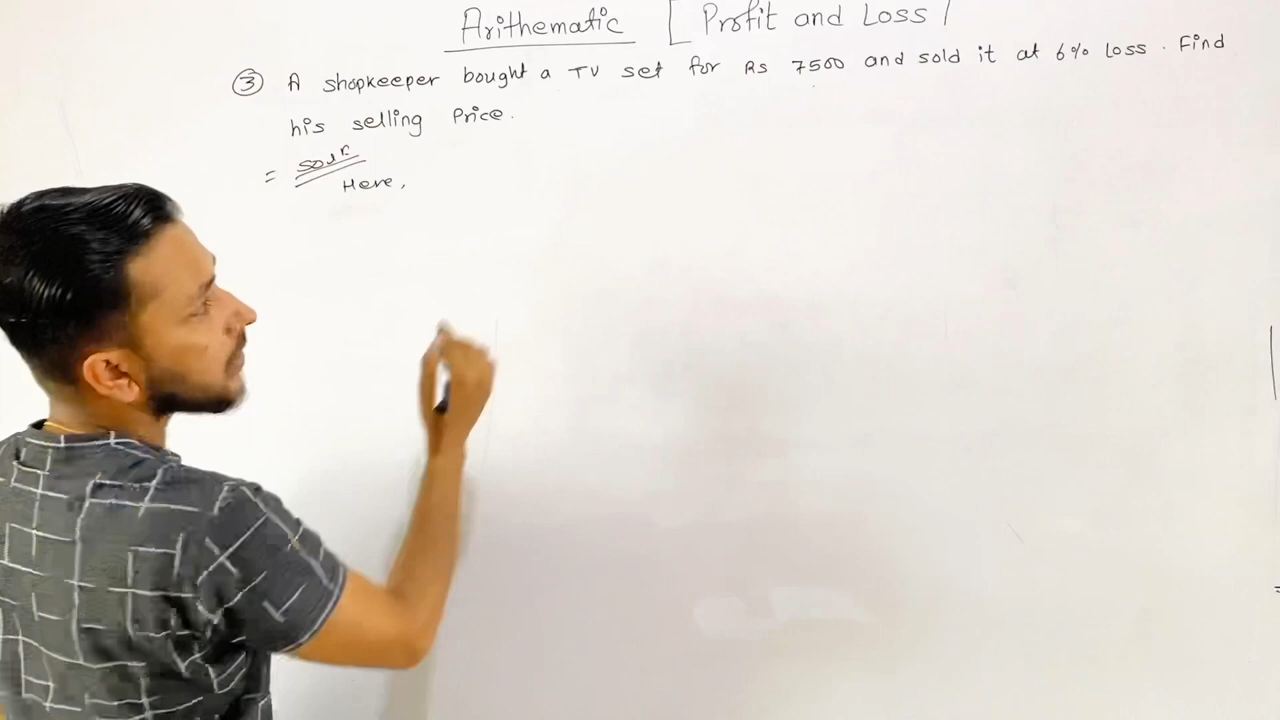 Arithematic [Profit and Loss]
③ A shopkeeper bought a TV set for Rs 7500 and sold it at 6% Loss. Find
his selling Price.
= Solⁿ
Here,